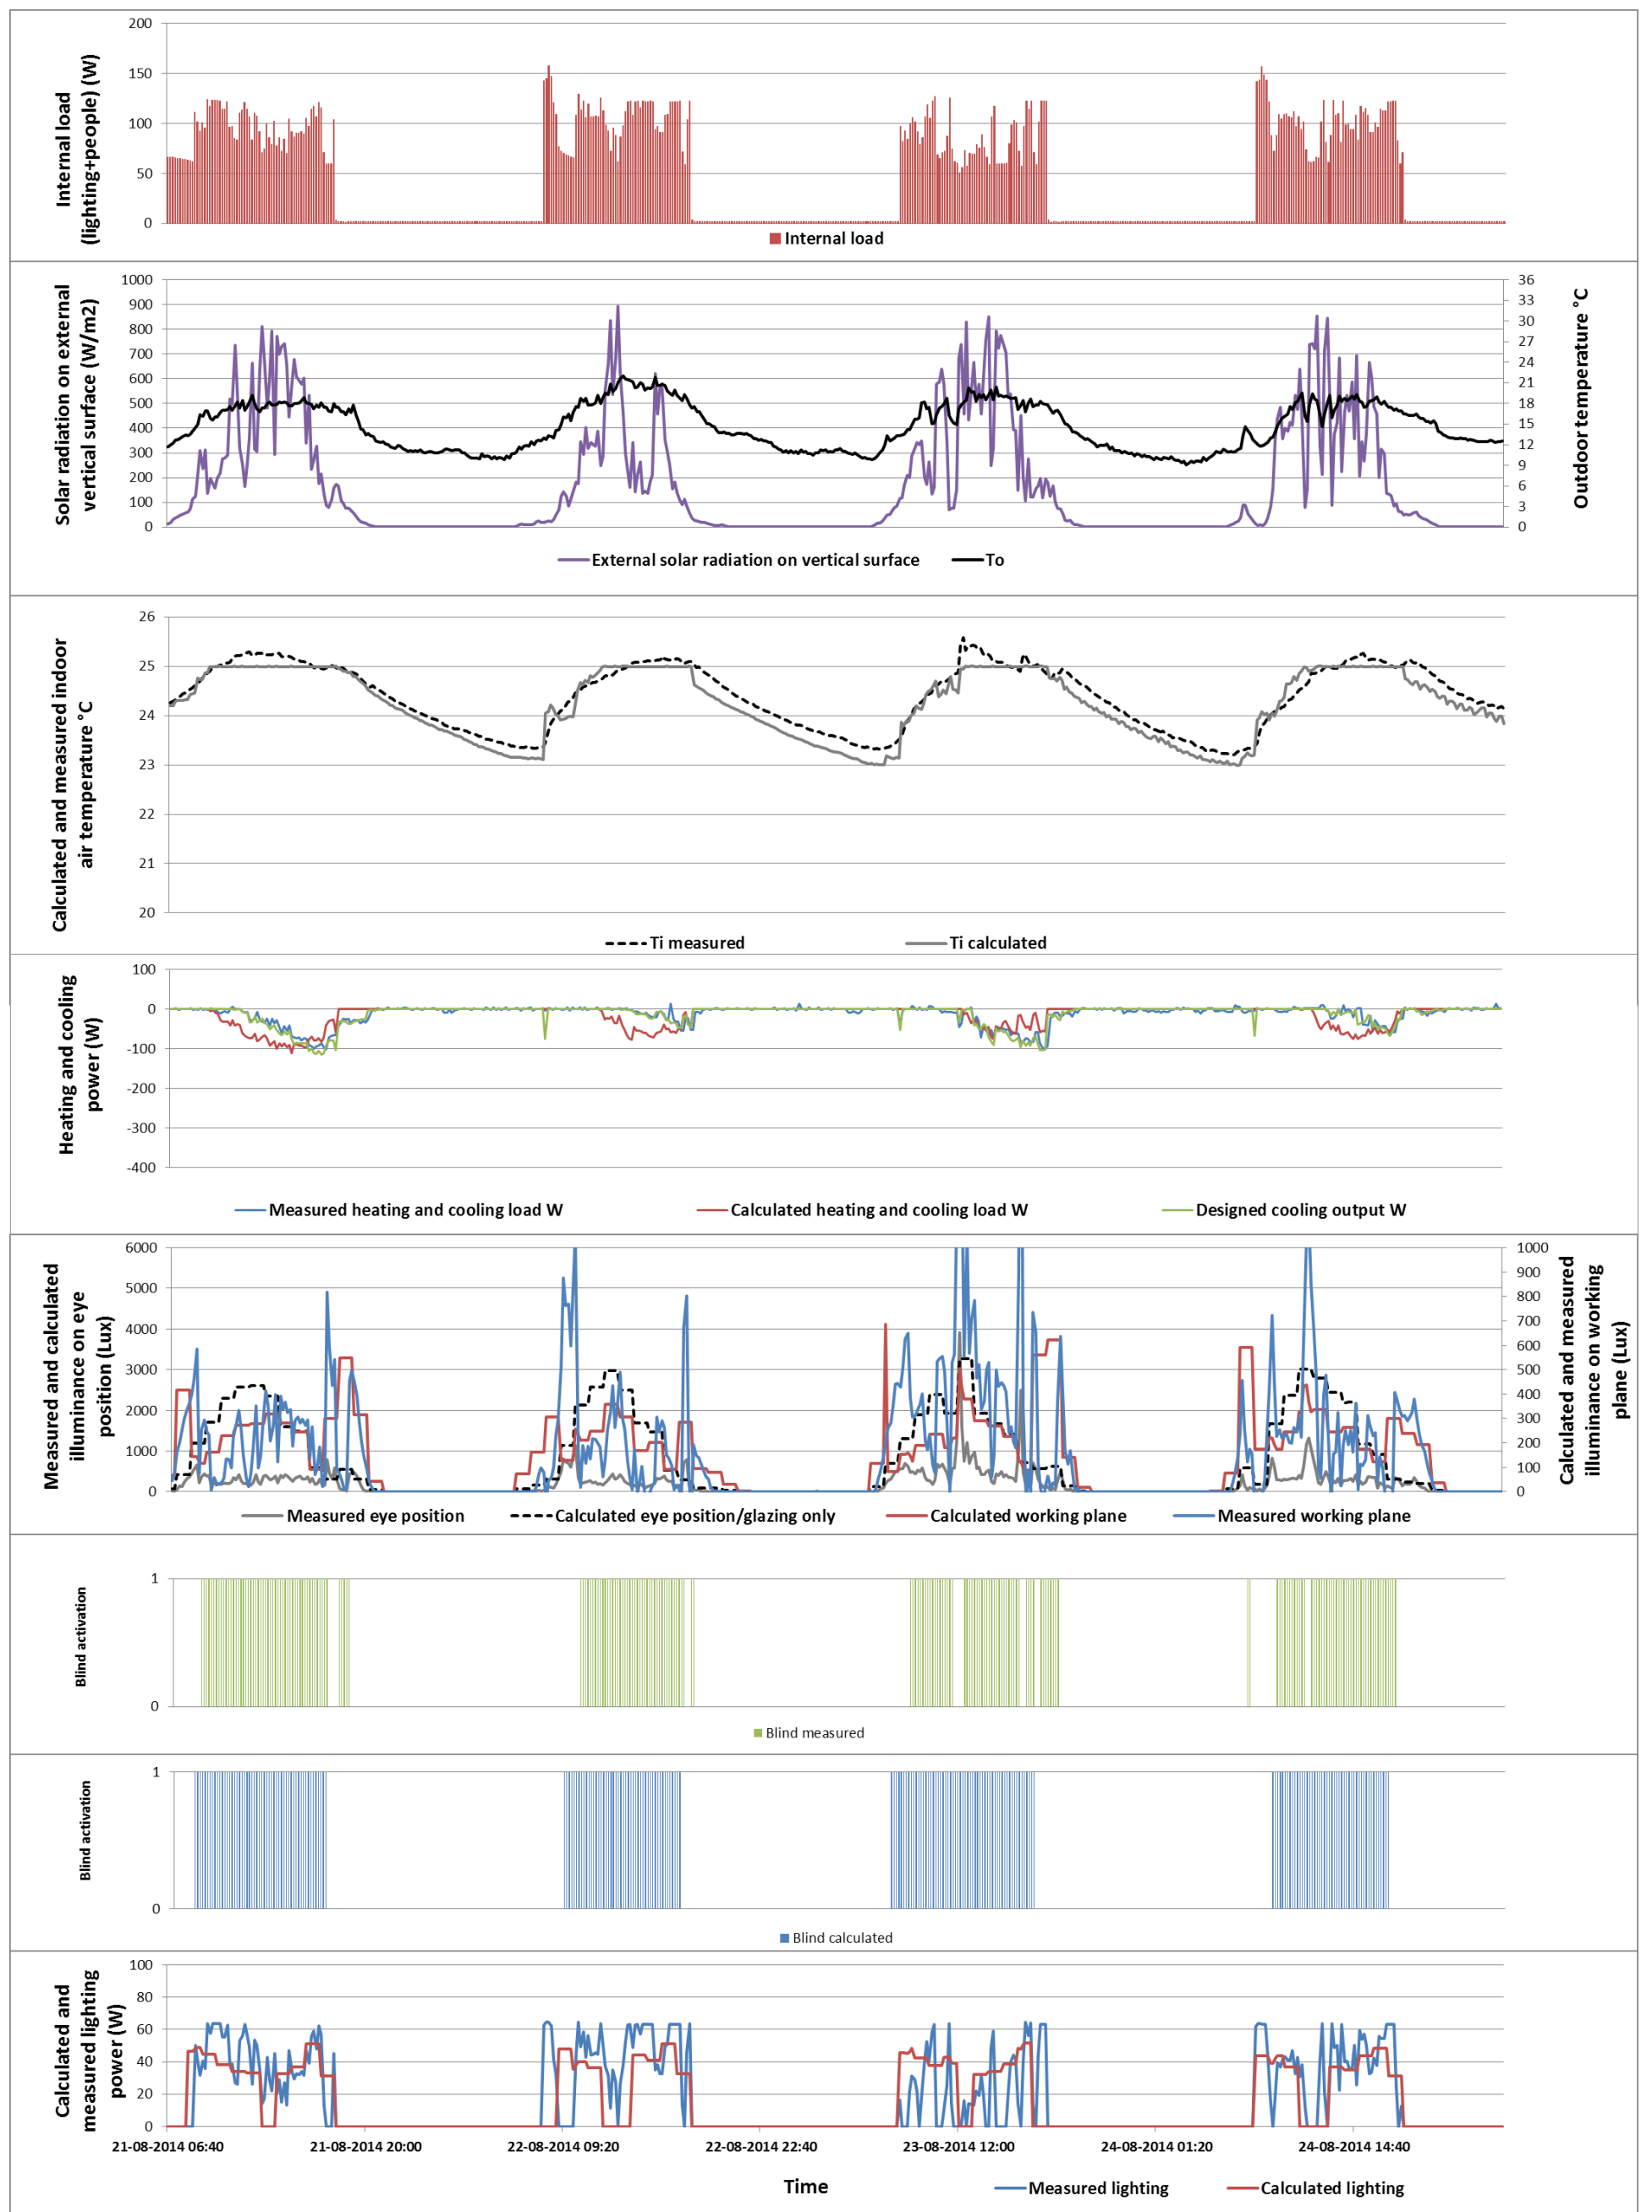 Internal load
(lighting+people) (W)
200
150
100
50
0
Internal load
Solar radiation on external
vertical surface (W/m2)
1000
900
800
700
600
500
400
300
200
100
0
36
33
30
27
24
21
18
15
12
9
6
3
0
Outdoor temperature °C
External solar radiation on vertical surface
To
Calculated and measured indoor
air temperature °C
26
25
24
23
22
21
20
Ti measured
Ti calculated
Heating and cooling
power (W)
100
0
-100
-200
-300
-400
Measured heating and cooling load W
Calculated heating and cooling load W
Designed cooling output W
Measured and calculated
illuminance on eye
position (Lux)
6000
5000
4000
3000
2000
1000
0
1000
900
800
700
600
500
400
300
200
100
0
Calculated and measured
illuminance on working
plane (Lux)
Measured eye position
Calculated eye position/glazing only
Calculated working plane
Measured working plane
Blind activation
1
0
Blind measured
Blind activation
1
0
Blind calculated
Calculated and
measured lighting
power (W)
100
80
60
40
20
0
21-08-2014 06:40
21-08-2014 20:00
22-08-2014 09:20
22-08-2014 22:40
23-08-2014 12:00
24-08-2014 01:20
24-08-2014 14:40
Time
Measured lighting
Calculated lighting